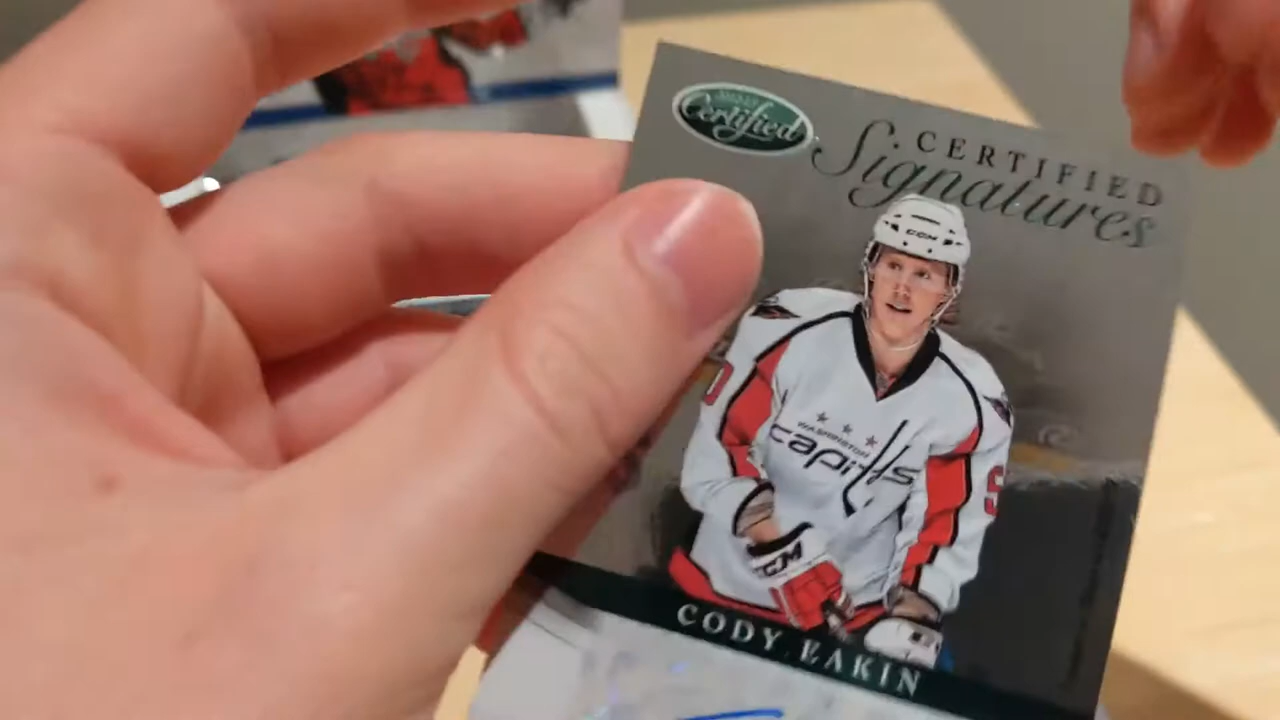 Certified
CERTIFIED
Signatures
CCM
WASHINGTON
capitals
CCM
CODY EAKIN